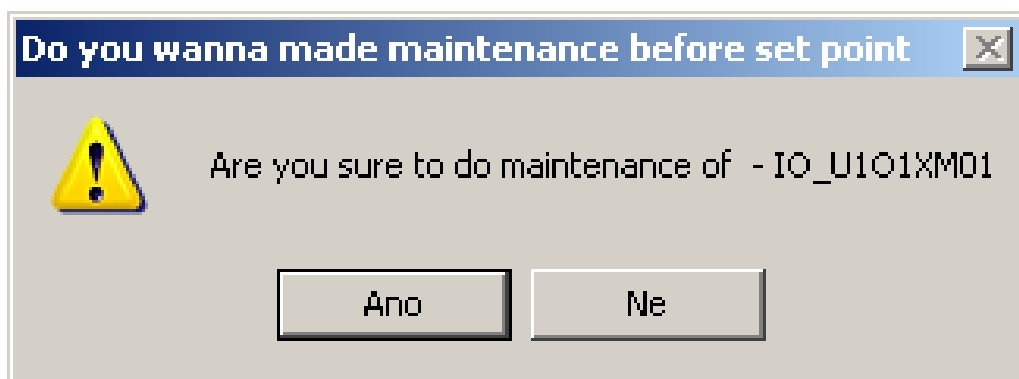 Do you wanna made maintenance before set point
Are you sure to do maintenance of - IO_U1O1XM01
Ano
Ne